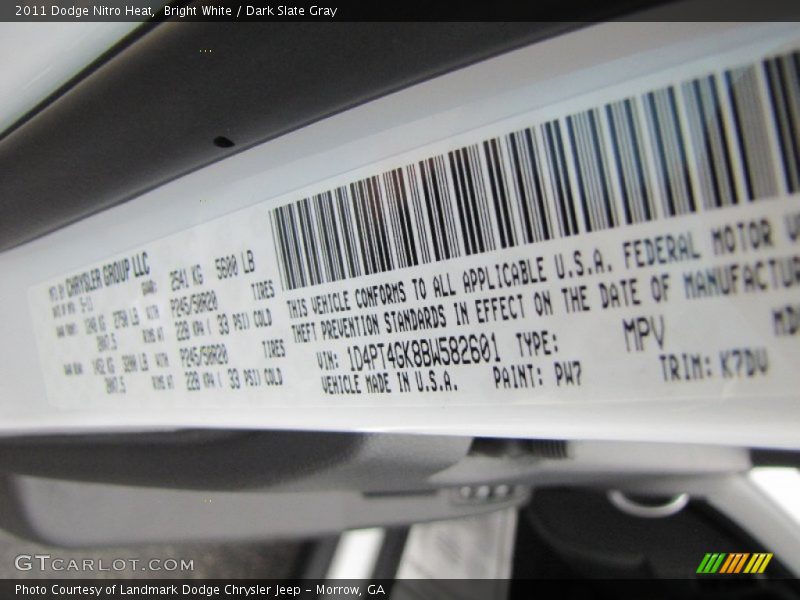 2011 Dodge Nitro Heat, Bright White / Dark Slate Gray
MFD BY CHRYSLER GROUP LLC
2541 KG 5600 LB
P245/50R20 TIRES
228 KPA ( 33 PSI) COLD
P245/50R20 TIRES
228 KPA ( 33 PSI) COLD
THIS VEHICLE CONFORMS TO ALL APPLICABLE U.S.A. FEDERAL MOTOR
THEFT PREVENTION STANDARDS IN EFFECT ON THE DATE OF MANUFACTUR
VIN: 1D4PT4GK8BW582601 TYPE: MPV
VEHICLE MADE IN U.S.A. PAINT: PW7 TRIM: K7DV
GTCARLOT.COM
Photo Courtesy of Landmark Dodge Chrysler Jeep - Morrow, GA